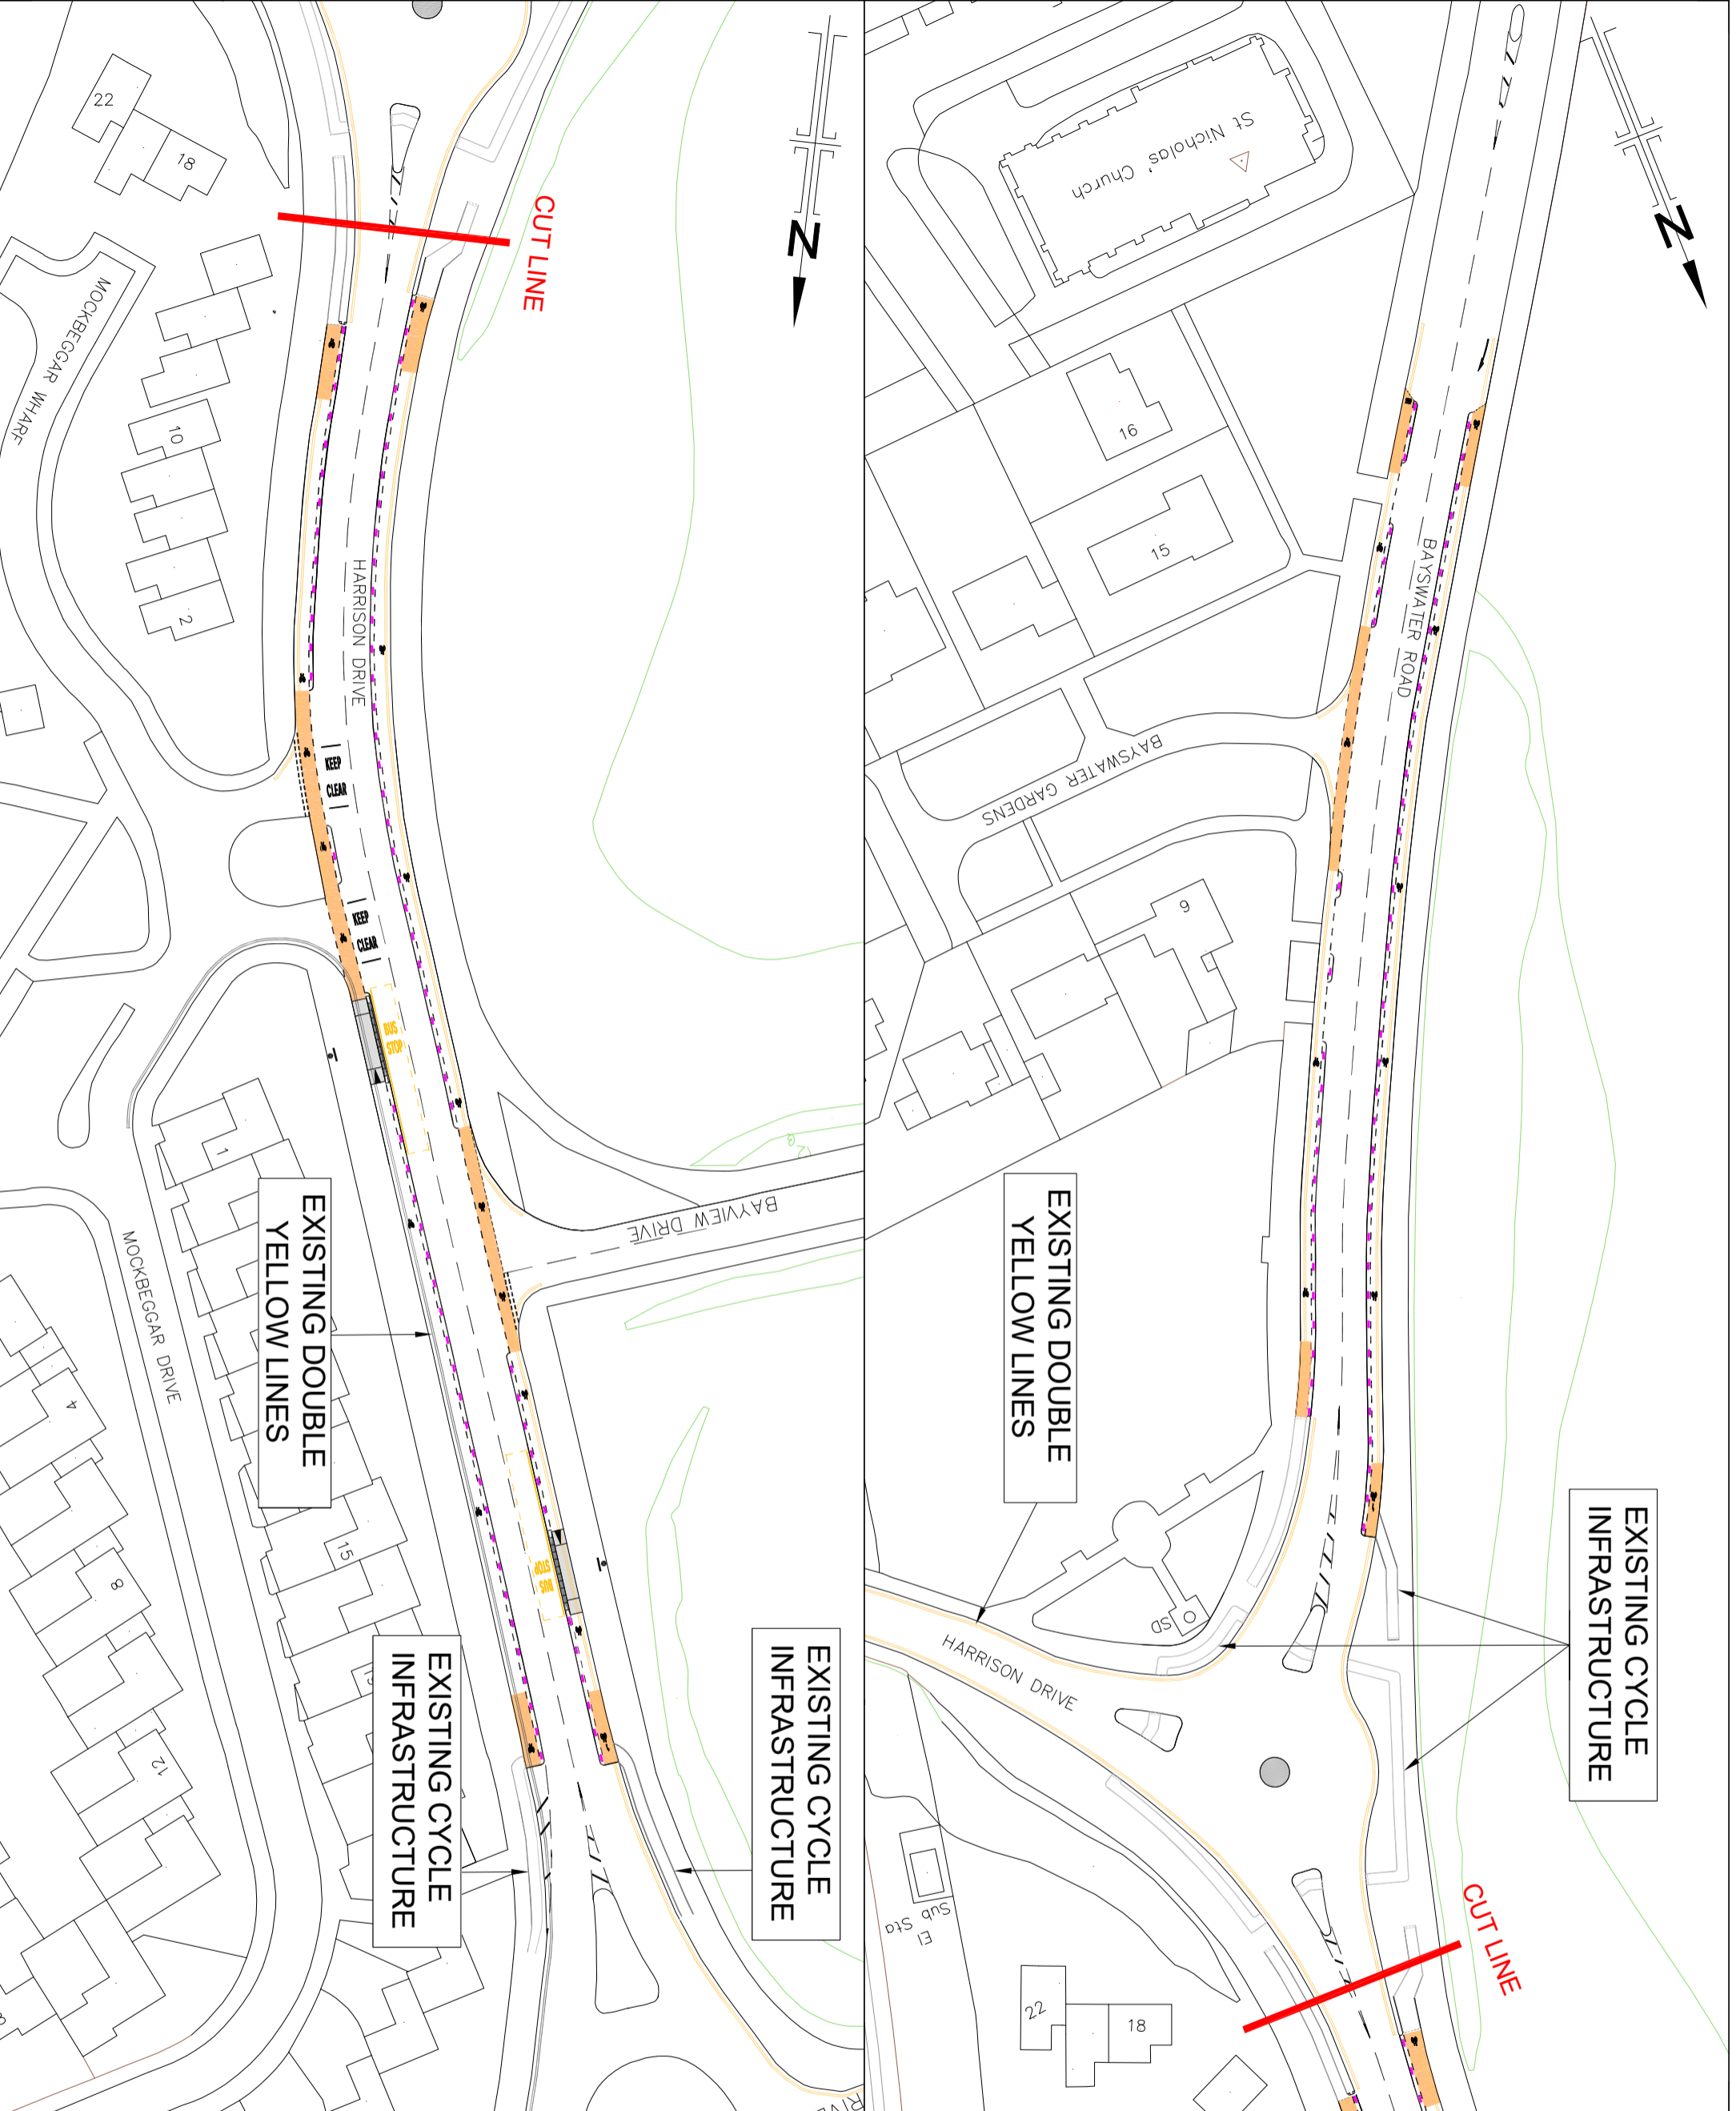 22
18
MOCKBEGGAR WHARF
10
2
N
CUT LINE
HARRISON DRIVE
KEEP
CLEAR
KEEP
CLEAR
BUS
STOP
BAYVIEW DRIVE
1
EXISTING DOUBLE
YELLOW LINES
MOCKBEGGAR DRIVE
4
8
12
15
BUS
STOP
EXISTING CYCLE
INFRASTRUCTURE
EXISTING CYCLE
INFRASTRUCTURE
St Nicholas' Church
N
16
15
BAYSWATER ROAD
BAYSWATER GARDENS
9
EXISTING DOUBLE
YELLOW LINES
EXISTING CYCLE
INFRASTRUCTURE
SD
HARRISON DRIVE
El
Sub Sta
CUT LINE
22
18